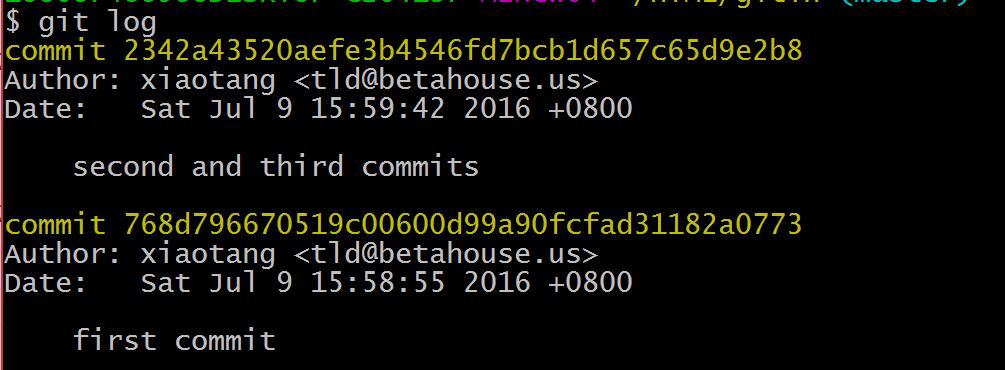 (master)
$ git log
commit 2342a43520aefe3b4546fd7bcb1d657c65d9e2b8
Author: xiaotang <tld@betahouse.us>
Date:   Sat Jul 9 15:59:42 2016 +0800
second and third commits
commit 768d796670519c00600d99a90fcfad31182a0773
Author: xiaotang <tld@betahouse.us>
Date:   Sat Jul 9 15:58:55 2016 +0800
first commit